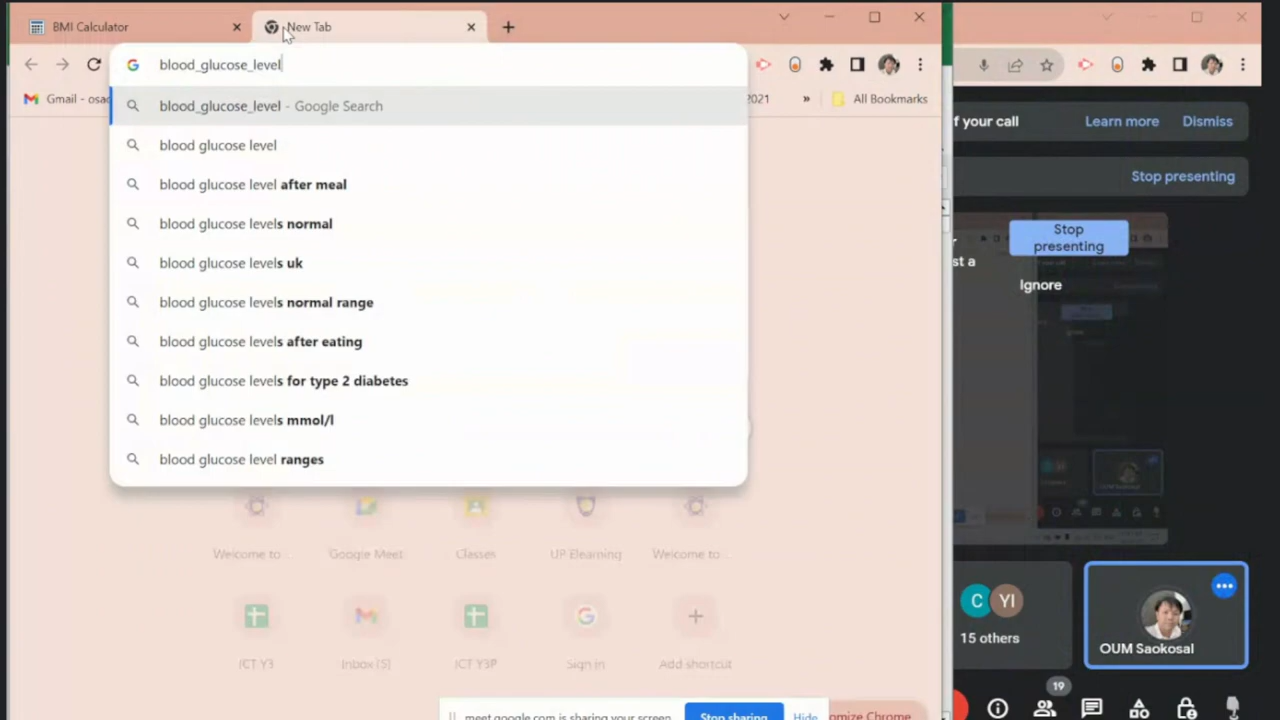 BMI Calculator
New Tab
blood_glucose_level
Gmail - osao
2021
»
All Bookmarks
blood_glucose_level - Google Search
blood glucose level
blood glucose level after meal
blood glucose levels normal
blood glucose levels uk
blood glucose levels normal range
blood glucose levels after eating
blood glucose levels for type 2 diabetes
blood glucose levels mmol/l
blood glucose level ranges
Welcome to ...
Google Meet
Classes
UP Elearning
Welcome to ...
ICT Y3
Inbox (5)
ICT Y3P
Sign in
Add shortcut
meet.google.com is sharing your screen.
Stop sharing
Hide
omize Chrome
f your call
Learn more
Dismiss
Stop presenting
Stop
presenting
st a
Ignore
C
YI
15 others
OUM Saokosal
19